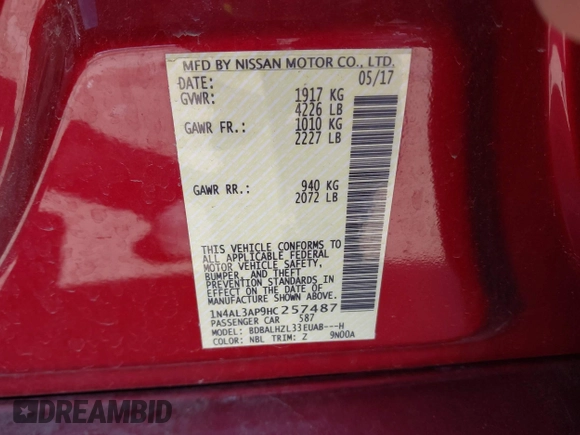 MFD BY NISSAN MOTOR CO., LTD.
DATE: 05/17
GVWR: 1917 KG
4226 LB
GAWR FR.: 1010 KG
2227 LB
GAWR RR.: 940 KG
2072 LB
THIS VEHICLE CONFORMS TO
ALL APPLICABLE FEDERAL
MOTOR VEHICLE SAFETY,
BUMPER, AND THEFT
PREVENTION STANDARDS IN
EFFECT ON THE DATE OF
MANUFACTURE SHOWN ABOVE.
1N4AL3AP9HC257487
PASSENGER CAR 587
MODEL: BDBALHZL33EUAB---H
COLOR: NBL TRIM: Z 9N00A
DREAMBID